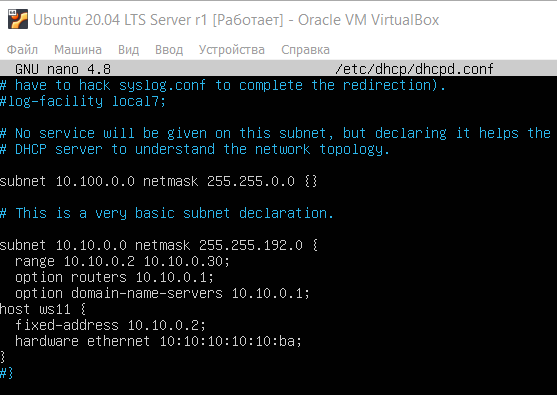 Ubuntu 20.04 LTS Server r1 [Работает] - Oracle VM VirtualBox
Файл Машина Вид Ввод Устройства Справка
GNU nano 4.8 /etc/dhcp/dhcpd.conf
# have to hack syslog.conf to complete the redirection).
#log-facility local7;
# No service will be given on this subnet, but declaring it helps the
# DHCP server to understand the network topology.
subnet 10.100.0.0 netmask 255.255.0.0 {}
# This is a very basic subnet declaration.
subnet 10.10.0.0 netmask 255.255.192.0 {
  range 10.10.0.2 10.10.0.30;
  option routers 10.10.0.1;
  option domain-name-servers 10.10.0.1;
host ws11 {
  fixed-address 10.10.0.2;
  hardware ethernet 10:10:10:10:10:ba;
}
#}